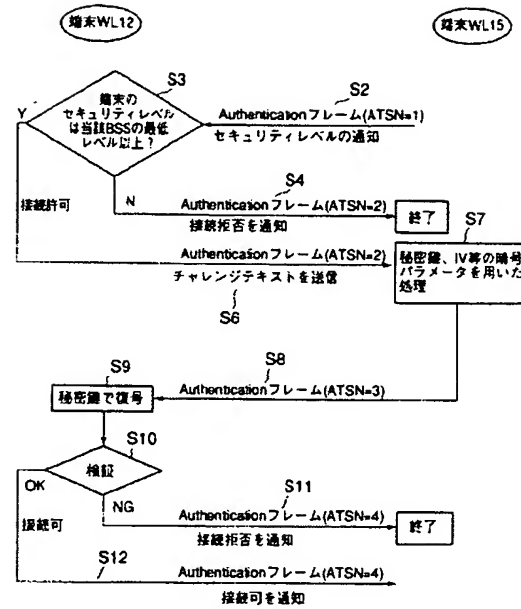 端末WL12
端末WL15
S3
S2
端末の
セキュリティレベル
は当該BSSの最低
レベル以上?
Y
Authenticationフレーム(ATSN=1)
セキュリティレベルの通知
N
S4
接続許可
Authenticationフレーム(ATSN=2)
接続拒否を通知
終了
S7
Authenticationフレーム(ATSN=2)
チャレンジテキストを送信
S6
秘密鍵、IV等の暗号
パラメータを用いた
処理
S9
S8
秘密鍵で復号
Authenticationフレーム(ATSN=3)
S10
検証
OK
NG
S11
接続可
Authenticationフレーム(ATSN=4)
接続拒否を通知
終了
S12
Authenticationフレーム(ATSN=4)
接続可を通知